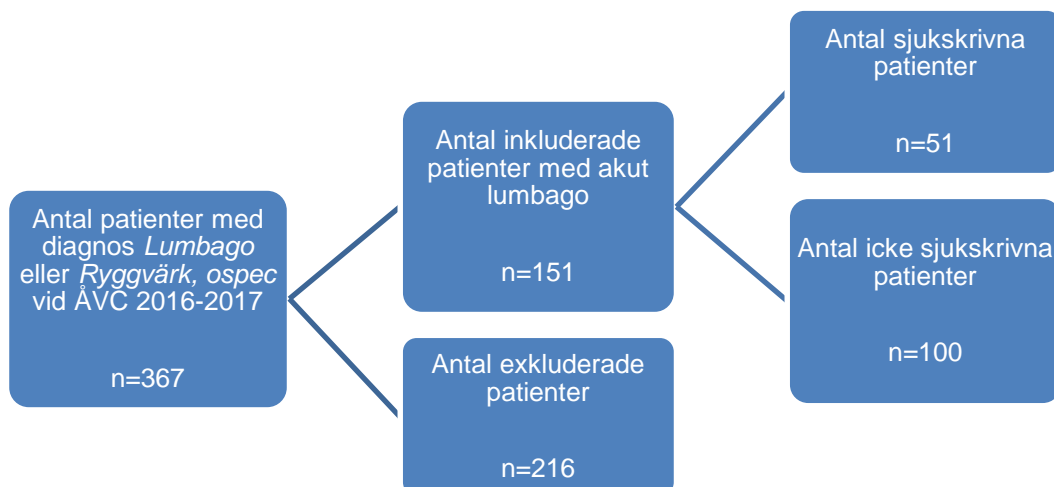 Antal patienter med
diagnos Lumbago
eller Ryggvärk, ospec
vid ÅVC 2016-2017
n=367
Antal inkluderade
patienter med akut
lumbago
n=151
Antal exkluderade
patienter
n=216
Antal sjukskrivna
patienter
n=51
Antal icke sjukskrivna
patienter
n=100